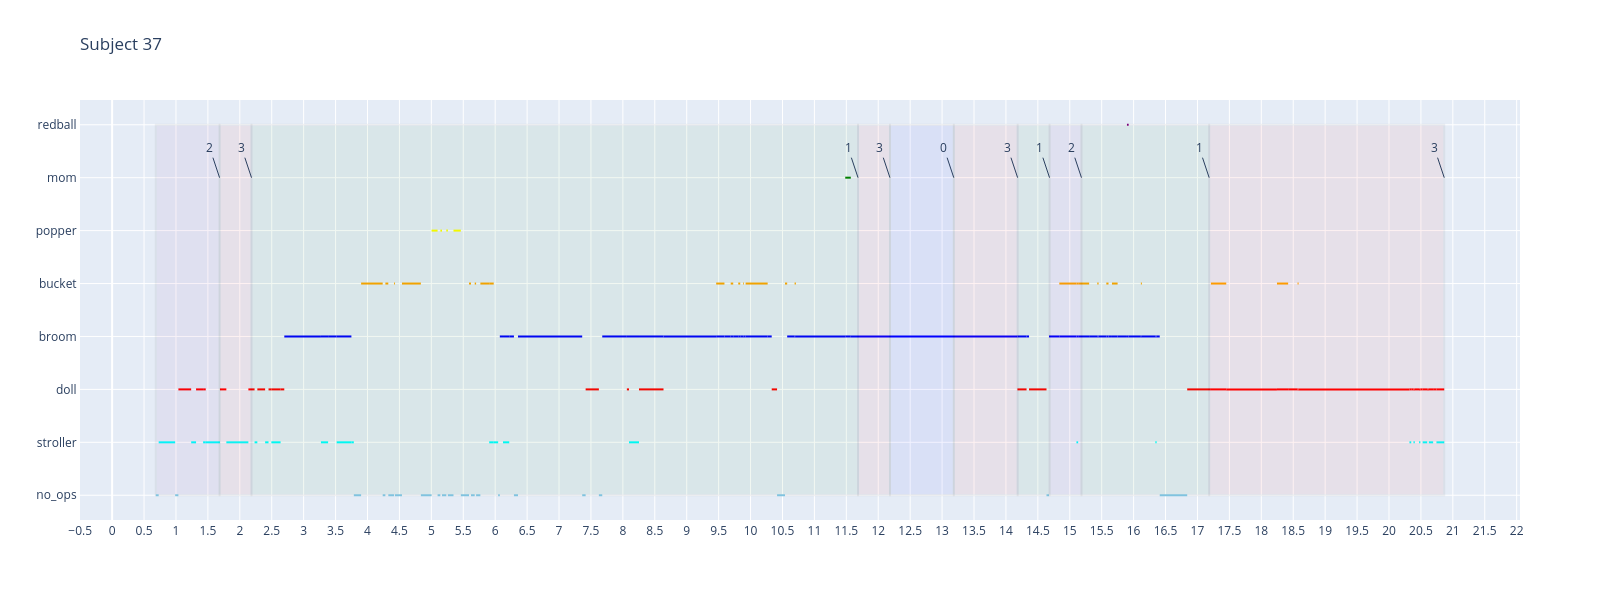 Subject 37
redball
2 3 1 3 0 3 1 2 1 3
mom
popper
bucket
broom
doll
stroller
no_ops
−0.5 0 0.5 1 1.5 2 2.5 3 3.5 4 4.5 5 5.5 6 6.5 7 7.5 8 8.5 9 9.5 10 10.5 11 11.5 12 12.5 13 13.5 14 14.5 15 15.5 16 16.5 17 17.5 18 18.5 19 19.5 20 20.5 21 21.5 22